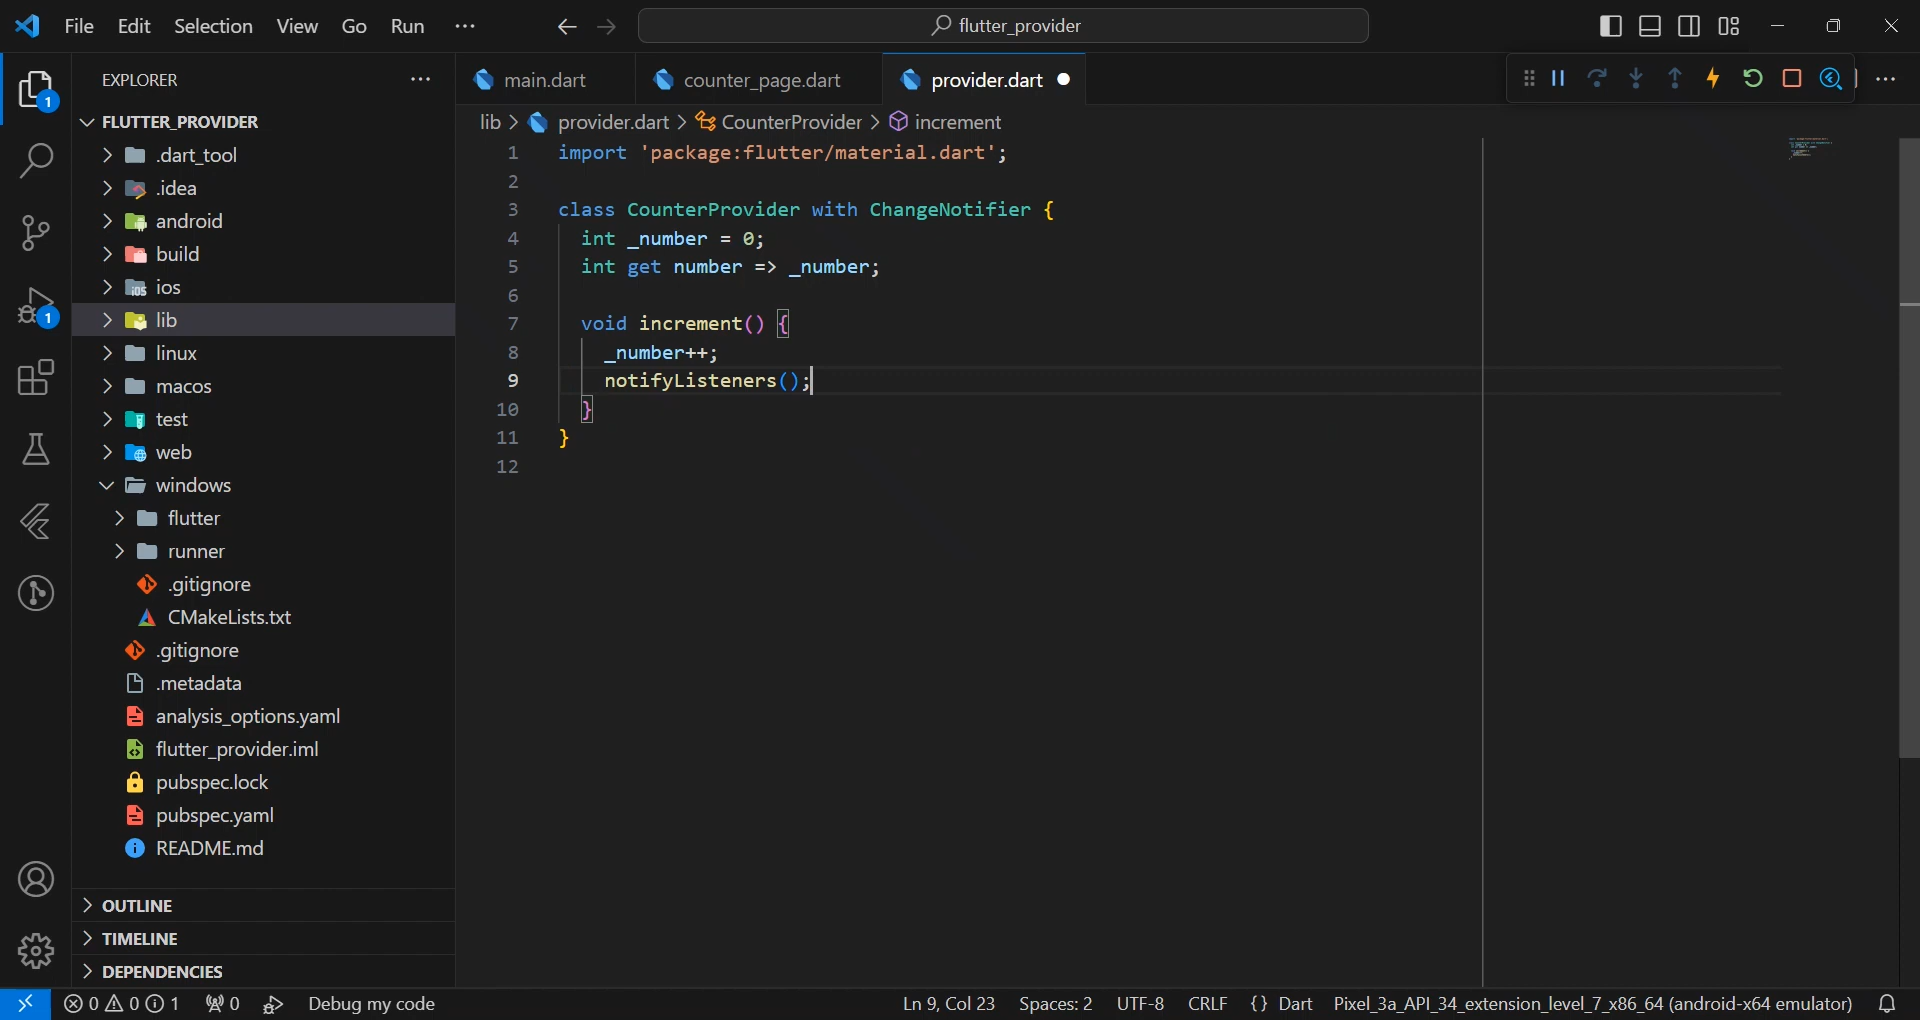 File Edit Selection View Go Run ··· flutter_provider
EXPLORER ···
main.dart counter_page.dart provider.dart ···
1
FLUTTER_PROVIDER
lib > provider.dart > CounterProvider > increment
.dart_tool
.idea
android
build
ios
lib
linux
macos
test
web
windows
flutter
runner
.gitignore
CMakeLists.txt
.gitignore
.metadata
analysis_options.yaml
flutter_provider.iml
pubspec.lock
pubspec.yaml
README.md
OUTLINE
TIMELINE
DEPENDENCIES
1
1 import 'package:flutter/material.dart';
2
3 class CounterProvider with ChangeNotifier {
4 int _number = 0;
5 int get number => _number;
6
7 void increment() {
8 _number++;
9 notifyListeners();
10 }
11 }
12
0 0 1 0 Debug my code Ln 9, Col 23 Spaces: 2 UTF-8 CRLF {} Dart Pixel_3a_API_34_extension_level_7_x86_64 (android-x64 emulator)